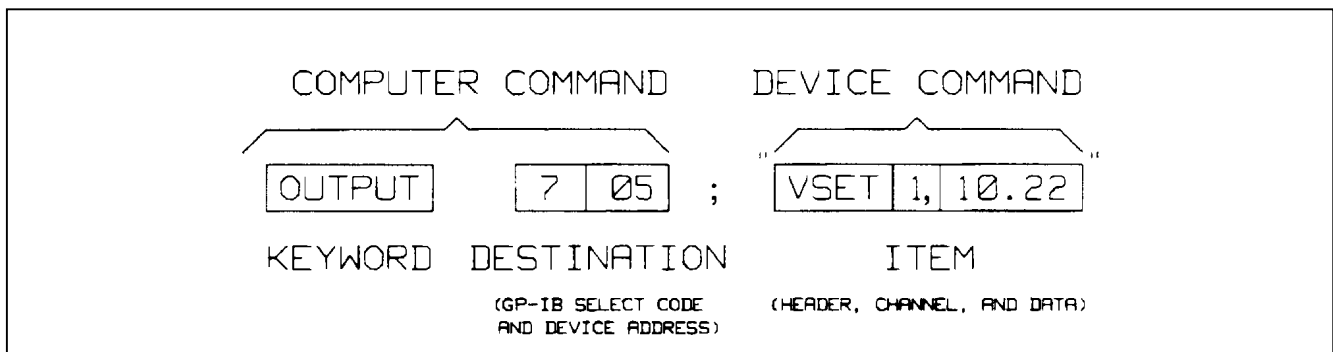 COMPUTER COMMAND DEVICE COMMAND
OUTPUT 7 05 ; "VSET 1, 10.22"
KEYWORD DESTINATION ITEM
(GP-IB SELECT CODE (HEADER, CHANNEL, AND DATA)
AND DEVICE ADDRESS)